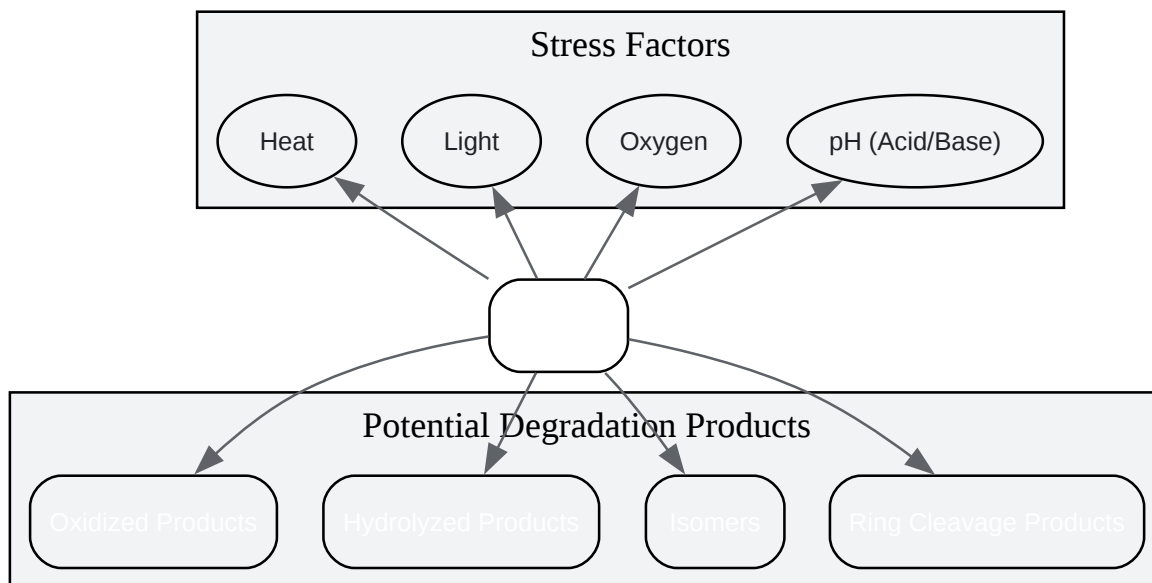 Stress Factors
Heat
Light
Oxygen
pH (Acid/Base)
Potential Degradation Products
Oxidized Products
Hydrolyzed Products
Isomers
Ring Cleavage Products